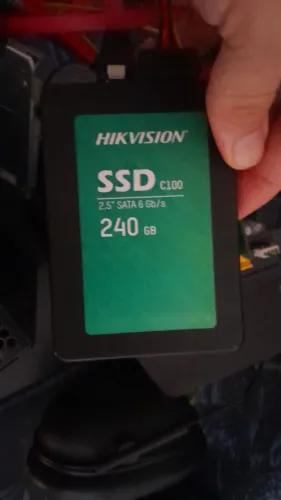 HIKVISION
SSD C100
2.5" SATA 6 Gb/s
240 GB